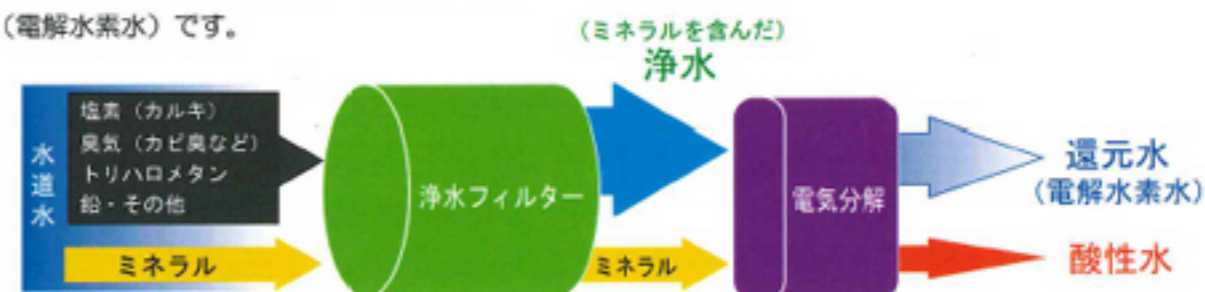 (電解水素水)です。
(ミネラルを含んだ)
浄水
水道水
塩素(カルキ)
臭気(カビ臭など)
トリハロメタン
鉛・その他
ミネラル
浄水フィルター
ミネラル
電気分解
還元水
(電解水素水)
酸性水